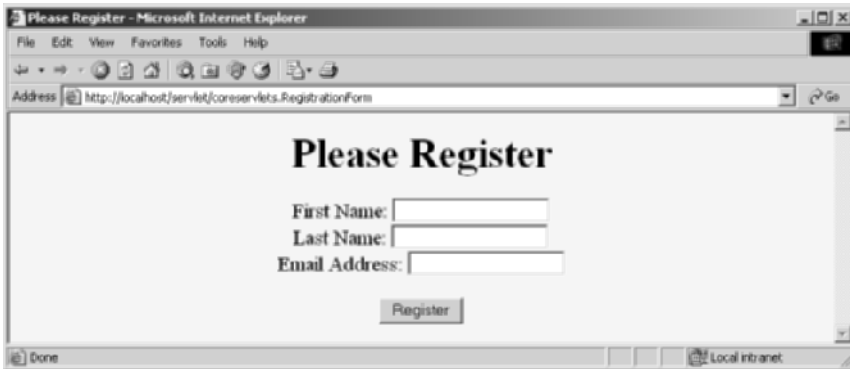 Please Register - Microsoft Internet Explorer
File Edit View Favorites Tools Help
Address http://localhost/servlet/coreservlets.RegistrationForm Go
Please Register
First Name:
Last Name:
Email Address:
Register
Done Local intranet